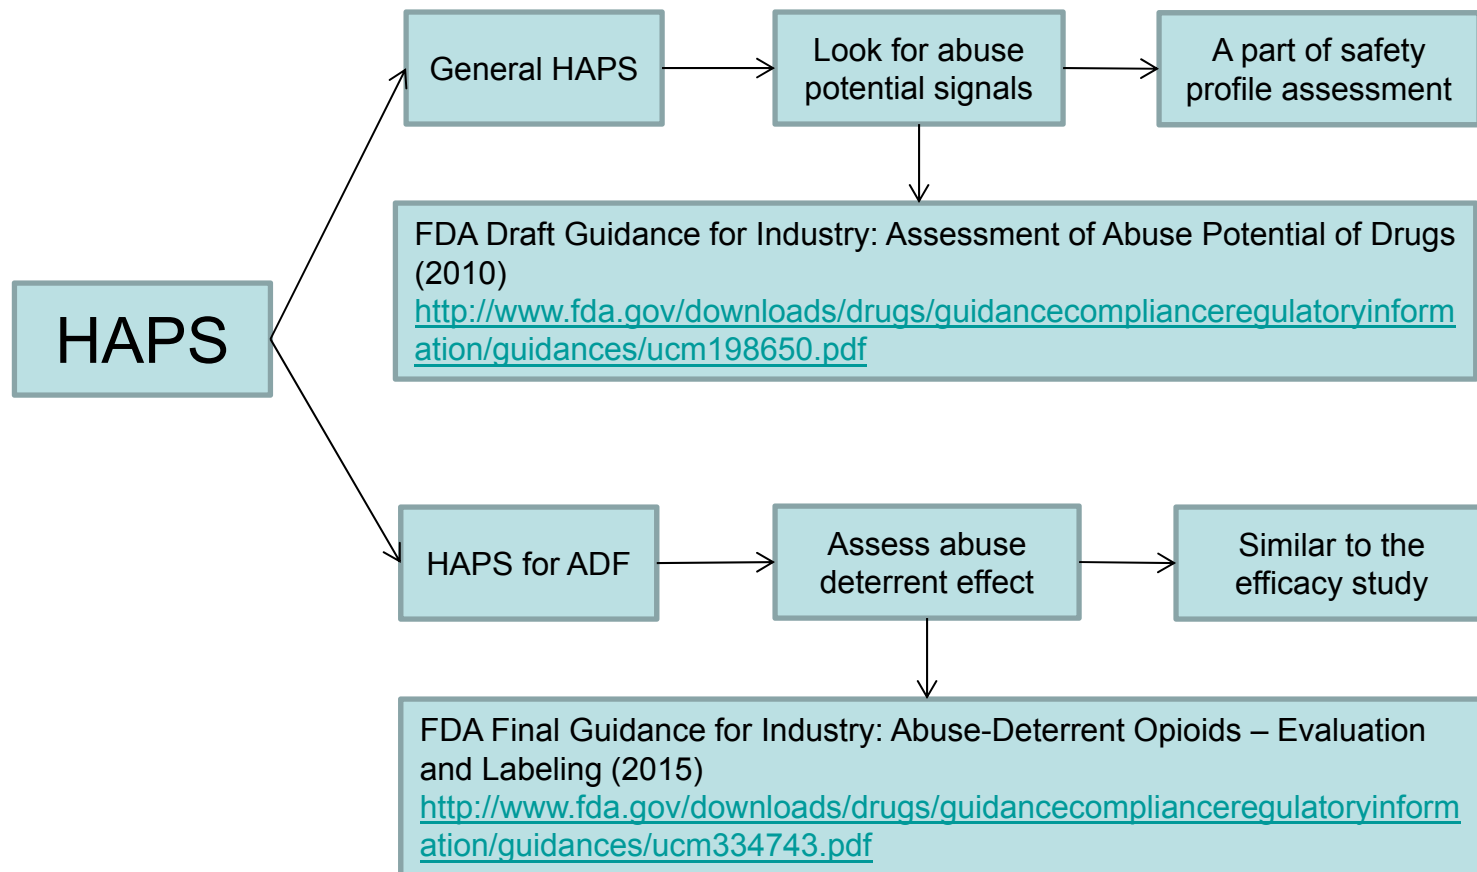 General HAPS
Look for abuse
potential signals
A part of safety
profile assessment
FDA Draft Guidance for Industry: Assessment of Abuse Potential of Drugs
(2010)
http://www.fda.gov/downloads/drugs/guidancecomplianceregulatoryinform
ation/guidances/ucm198650.pdf
HAPS
HAPS for ADF
Assess abuse
deterrent effect
Similar to the
efficacy study
FDA Final Guidance for Industry: Abuse-Deterrent Opioids – Evaluation
and Labeling (2015)
http://www.fda.gov/downloads/drugs/guidancecomplianceregulatoryinform
ation/guidances/ucm334743.pdf